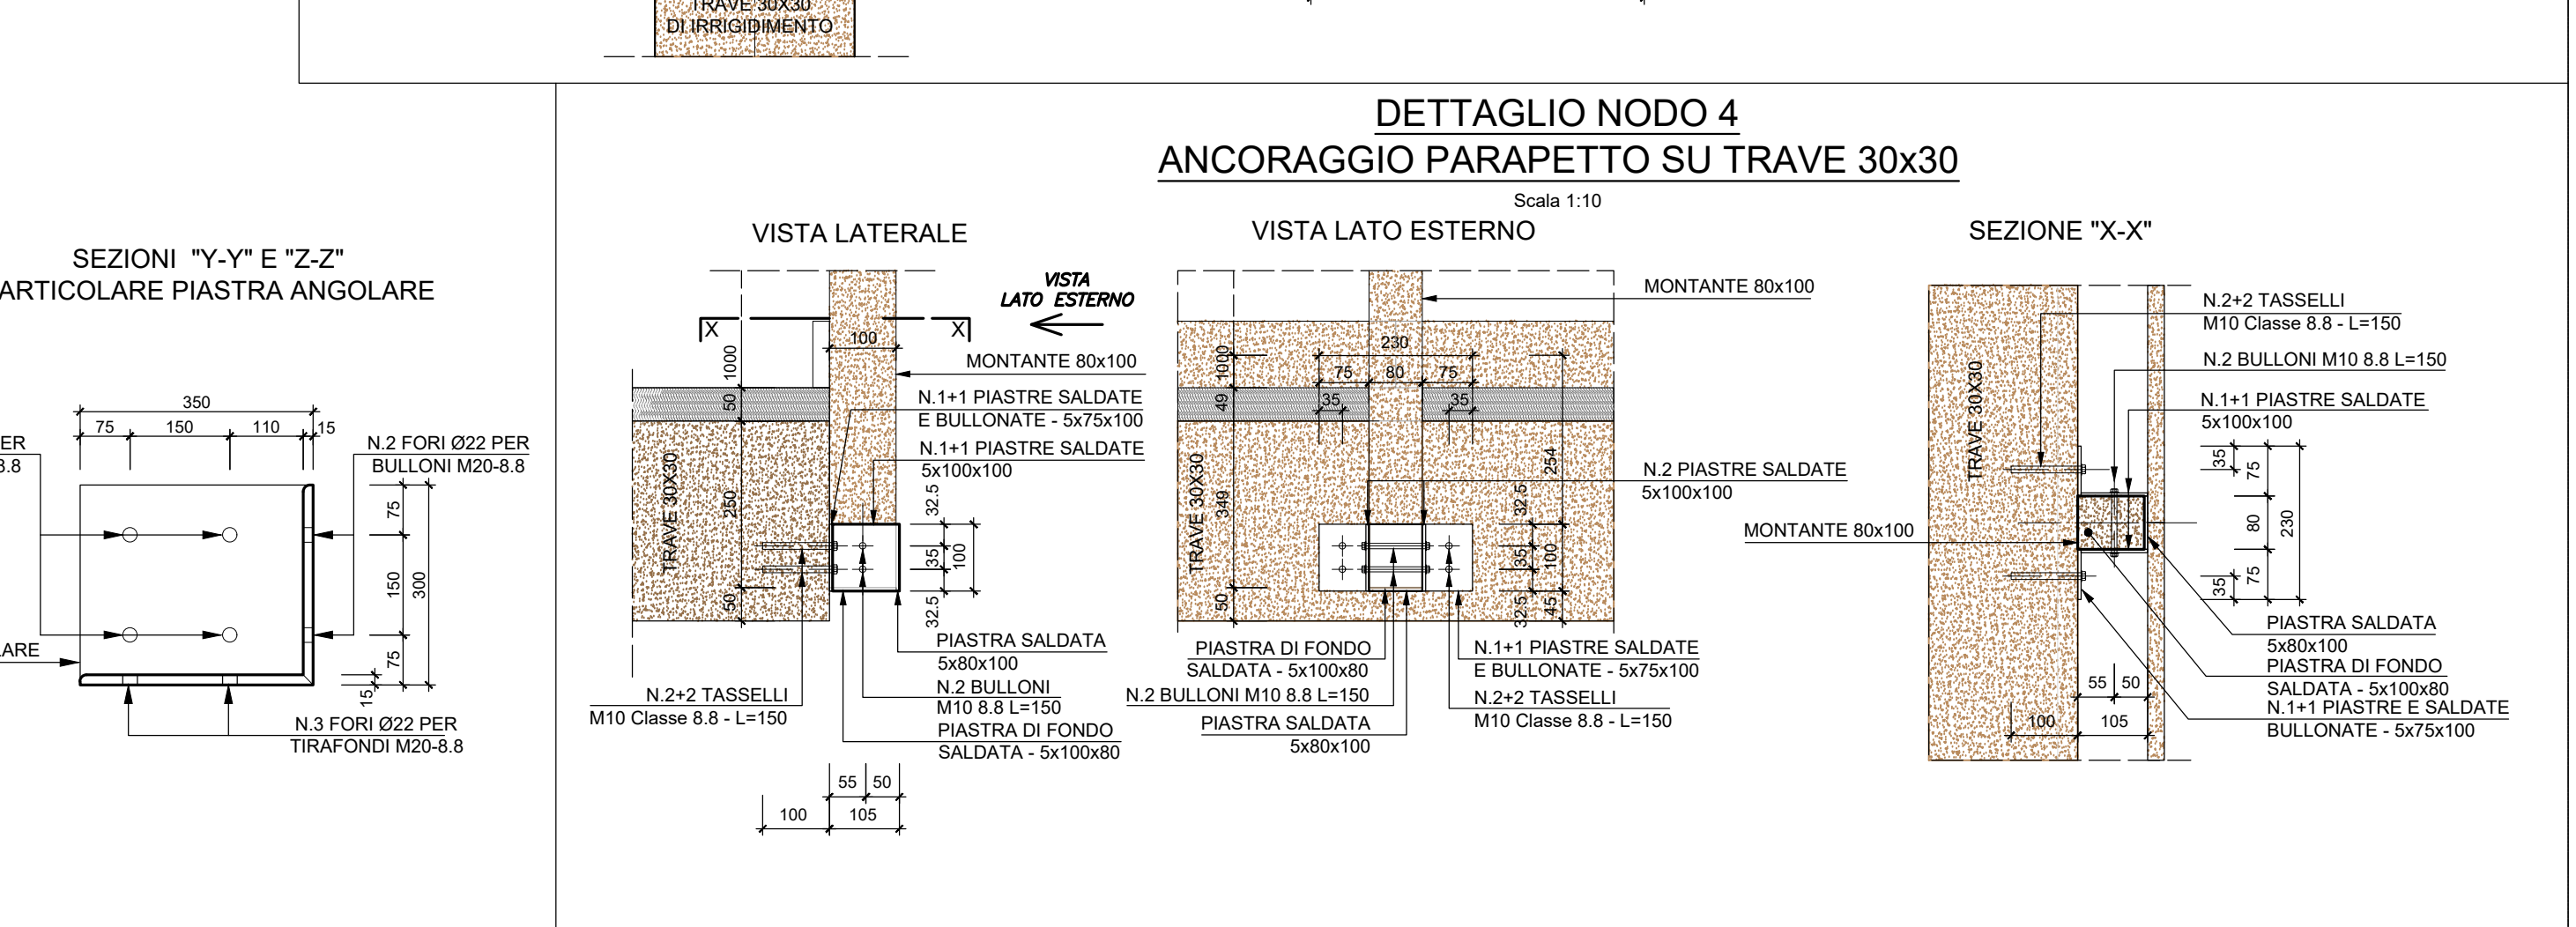 TRAVE 30X30
DI IRRIGIDIMENTO
DETTAGLIO NODO 4
ANCORAGGIO PARAPETTO SU TRAVE 30x30
Scala 1:10
SEZIONI "Y-Y" E "Z-Z"
ARTICOLARE PIASTRA ANGOLARE
350
75
150
110
15
ER
8.8
N.2 FORI Ø22 PER
BULLONI M20-8.8
75
150
300
75
15
LARE
N.3 FORI Ø22 PER
TIRAFONDI M20-8.8
VISTA LATERALE
VISTA
LATO ESTERNO
X
X
100
1000
50
250
50
TRAVE 30X30
MONTANTE 80x100
N.1+1 PIASTRE SALDATE
E BULLONATE - 5x75x100
N.1+1 PIASTRE SALDATE
5x100x100
32.5
35
100
32.5
PIASTRA SALDATA
5x80x100
N.2+2 TASSELLI
M10 Classe 8.8 - L=150
N.2 BULLONI
M10 8.8 L=150
PIASTRA DI FONDO
SALDATA - 5x100x80
55
50
100
105
VISTA LATO ESTERNO
MONTANTE 80x100
230
75
80
75
35
35
1000
49
349
50
TRAVE 30X30
254
32.5
35
100
32.5
45
N.2 PIASTRE SALDATE
5x100x100
PIASTRA DI FONDO
SALDATA - 5x100x80
N.2 BULLONI M10 8.8 L=150
PIASTRA SALDATA
5x80x100
N.1+1 PIASTRE SALDATE
E BULLONATE - 5x75x100
N.2+2 TASSELLI
M10 Classe 8.8 - L=150
SEZIONE "X-X"
TRAVE 30X30
N.2+2 TASSELLI
M10 Classe 8.8 - L=150
N.2 BULLONI M10 8.8 L=150
N.1+1 PIASTRE SALDATE
5x100x100
MONTANTE 80x100
35
75
80
230
75
35
PIASTRA SALDATA
5x80x100
PIASTRA DI FONDO
SALDATA - 5x100x80
N.1+1 PIASTRE E SALDATE
BULLONATE - 5x75x100
55
50
100
105